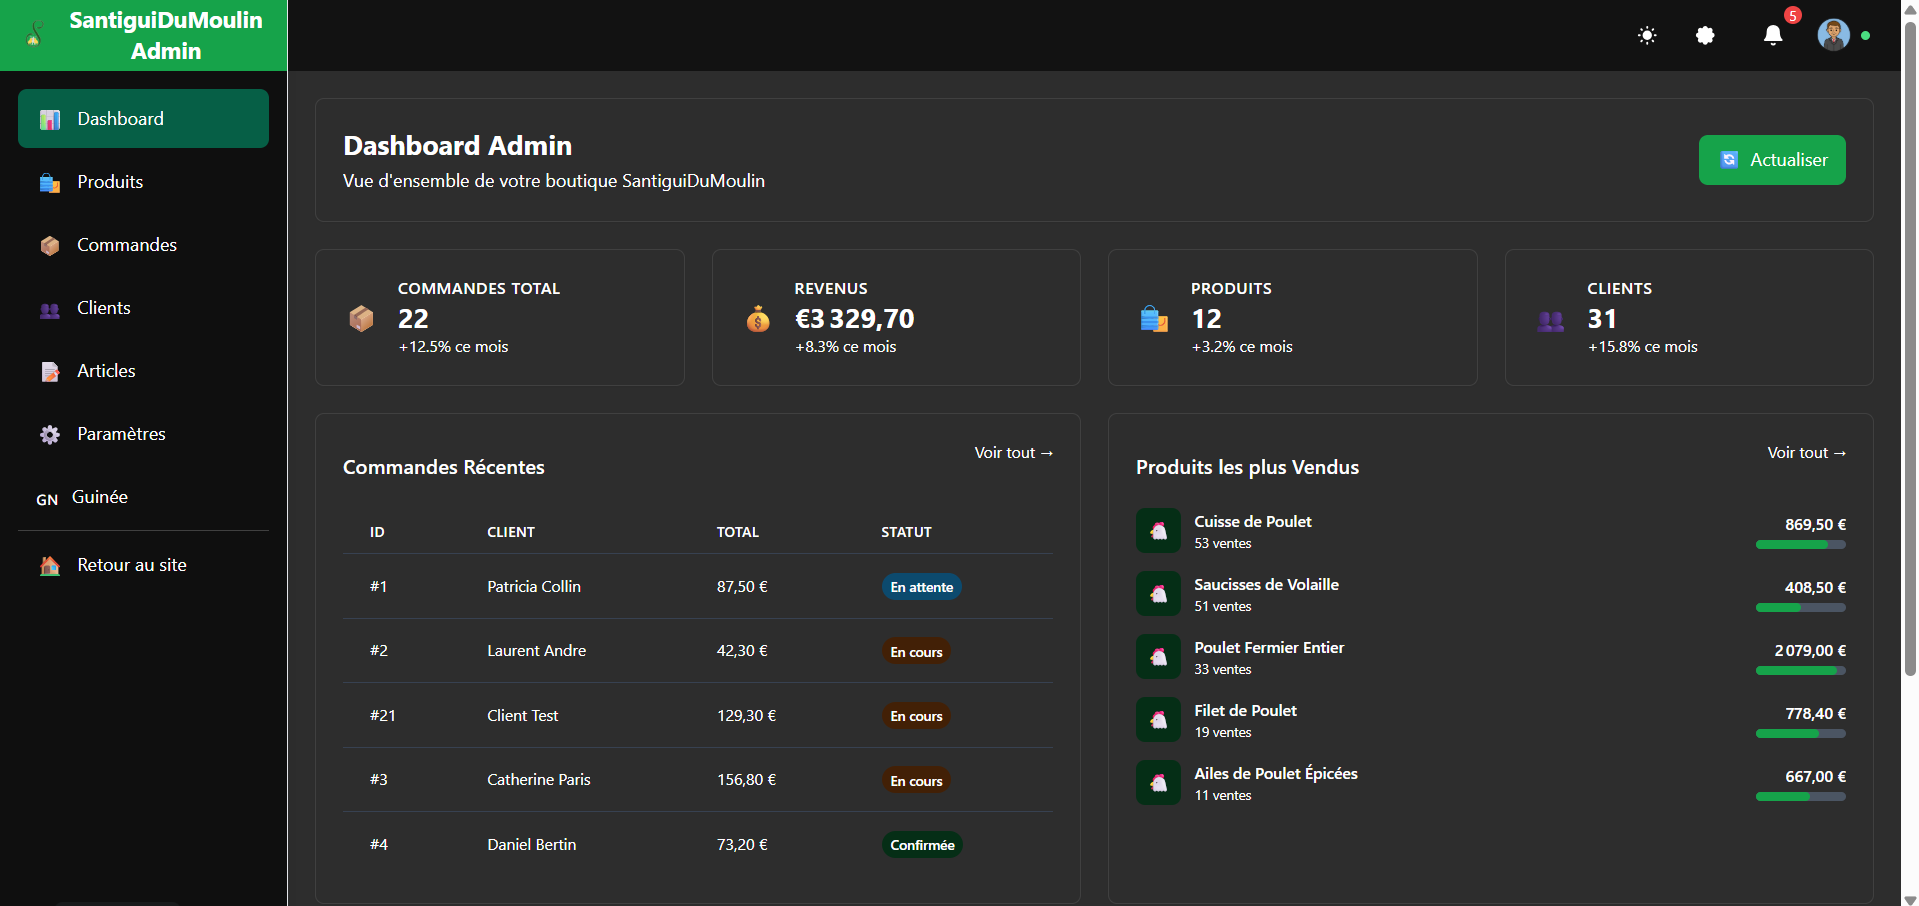 SantiguiDuMoulin
Admin
5
Dashboard
Produits
Commandes
Clients
Articles
Paramètres
GN Guinée
Retour au site
Dashboard Admin
Vue d'ensemble de votre boutique SantiguiDuMoulin
Actualiser
COMMANDES TOTAL
22
+12.5% ce mois
REVENUS
€3 329,70
+8.3% ce mois
PRODUITS
12
+3.2% ce mois
CLIENTS
31
+15.8% ce mois
Commandes Récentes
Voir tout →
ID CLIENT TOTAL STATUT
#1 Patricia Collin 87,50 € En attente
#2 Laurent Andre 42,30 € En cours
#21 Client Test 129,30 € En cours
#3 Catherine Paris 156,80 € En cours
#4 Daniel Bertin 73,20 € Confirmée
Produits les plus Vendus
Voir tout →
Cuisse de Poulet
53 ventes
869,50 €
Saucisses de Volaille
51 ventes
408,50 €
Poulet Fermier Entier
33 ventes
2 079,00 €
Filet de Poulet
19 ventes
778,40 €
Ailes de Poulet Épicées
11 ventes
667,00 €